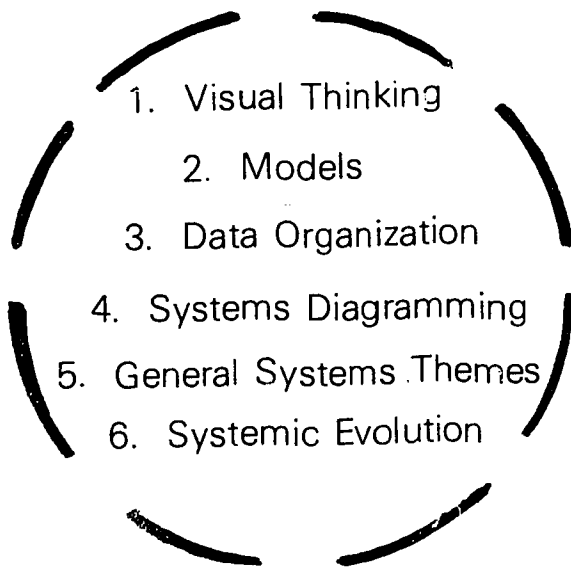 1. Visual Thinking
2. Models
3. Data Organization
4. Systems Diagramming
5. General Systems Themes
6. Systemic Evolution